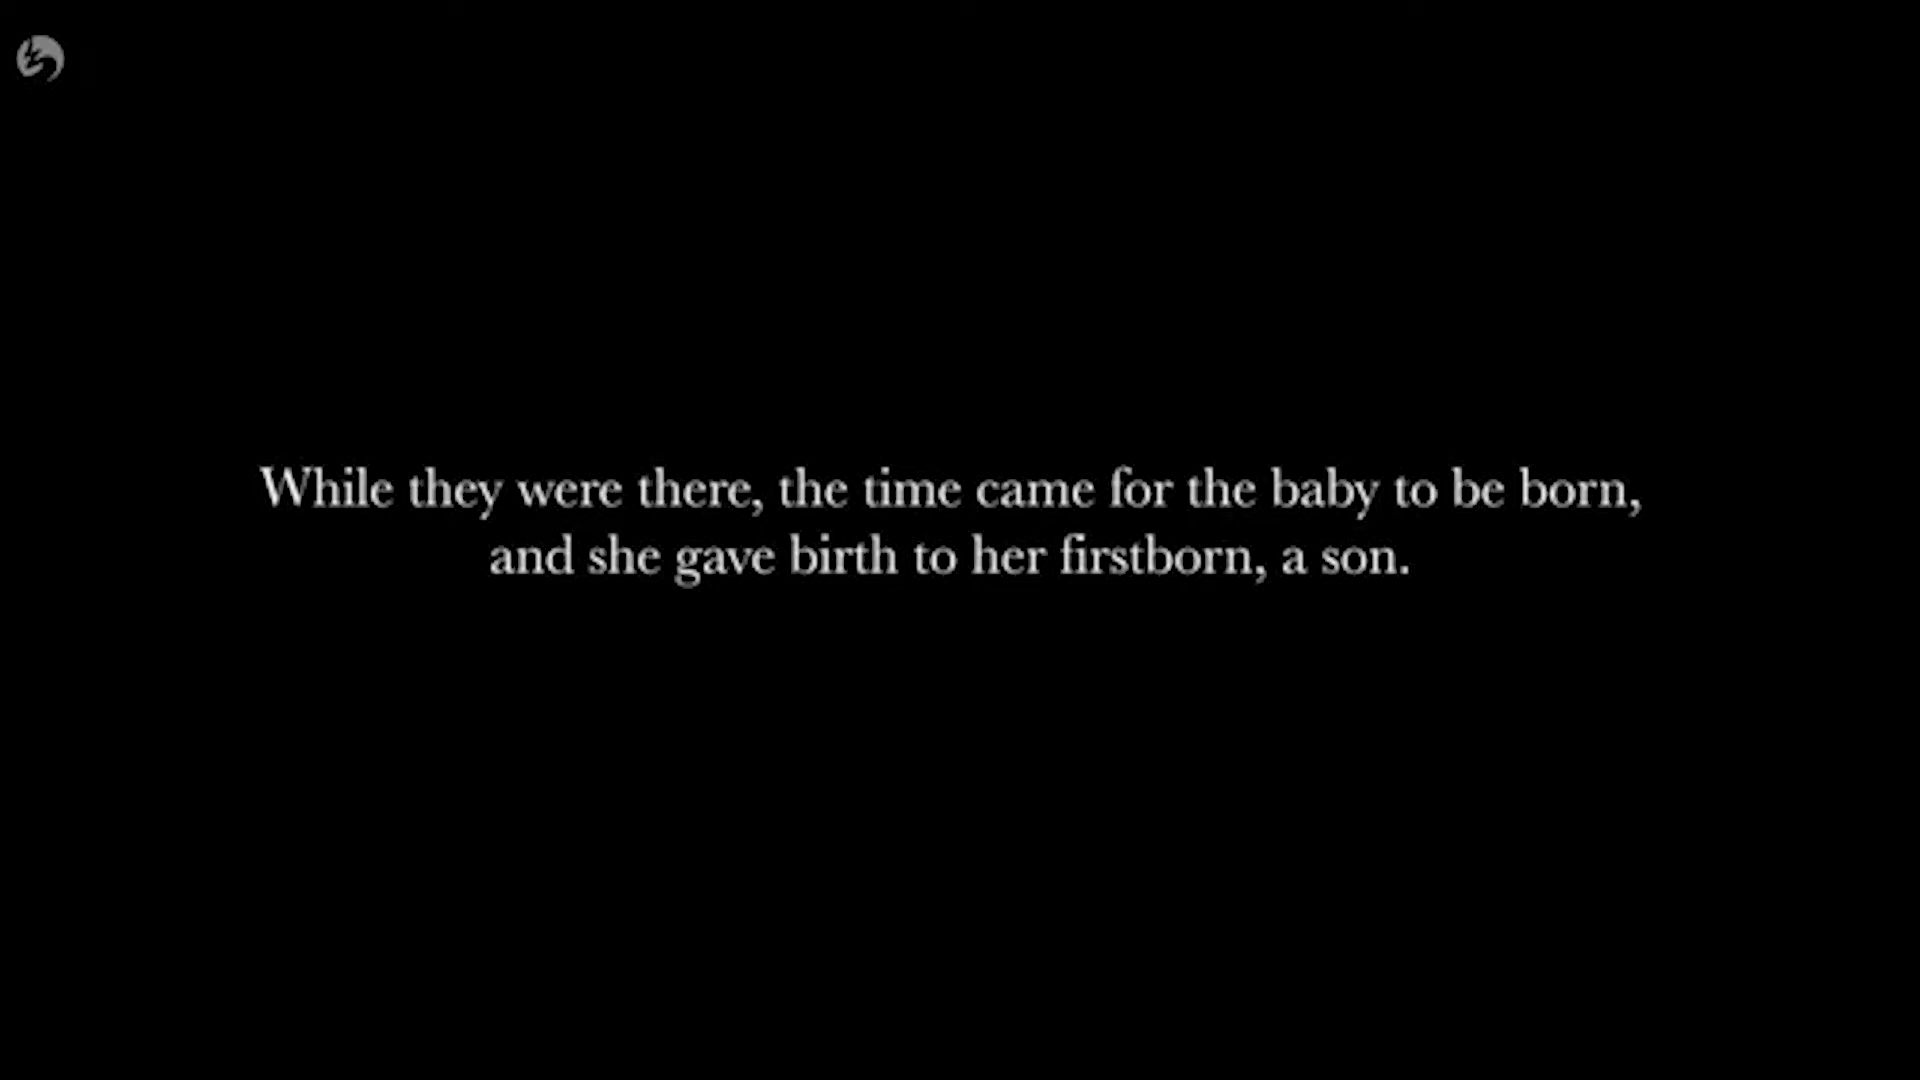 While they were there, the time came for the baby to be born,
and she gave birth to her firstborn, a son.